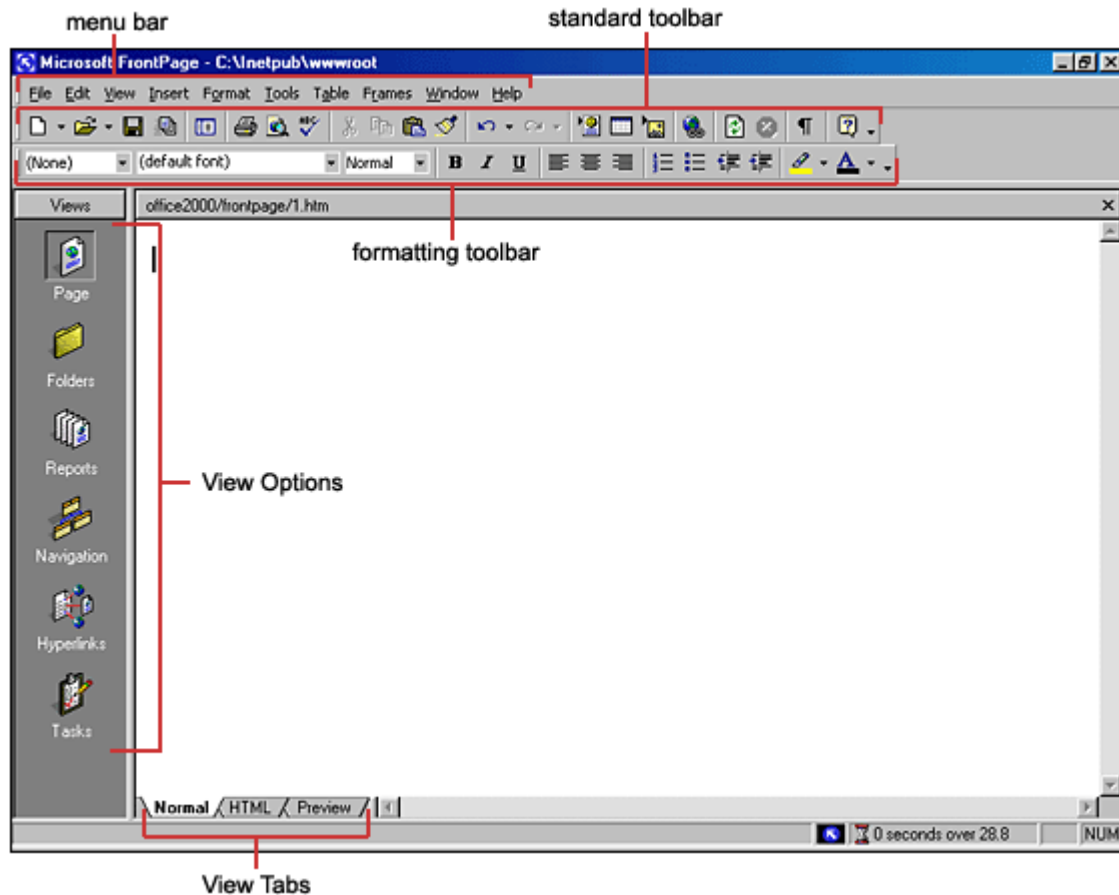 menu bar
standard toolbar
Microsoft FrontPage - C:\Inetpub\wwwroot
File Edit View Insert Format Tools Table Frames Window Help
(None) (default font) Normal B I U A
Views office2000/frontpage/1.htm
formatting toolbar
Page
Folders
Reports
View Options
Navigation
Hyperlinks
Tasks
Normal HTML Preview
0 seconds over 28.8 NUM
View Tabs